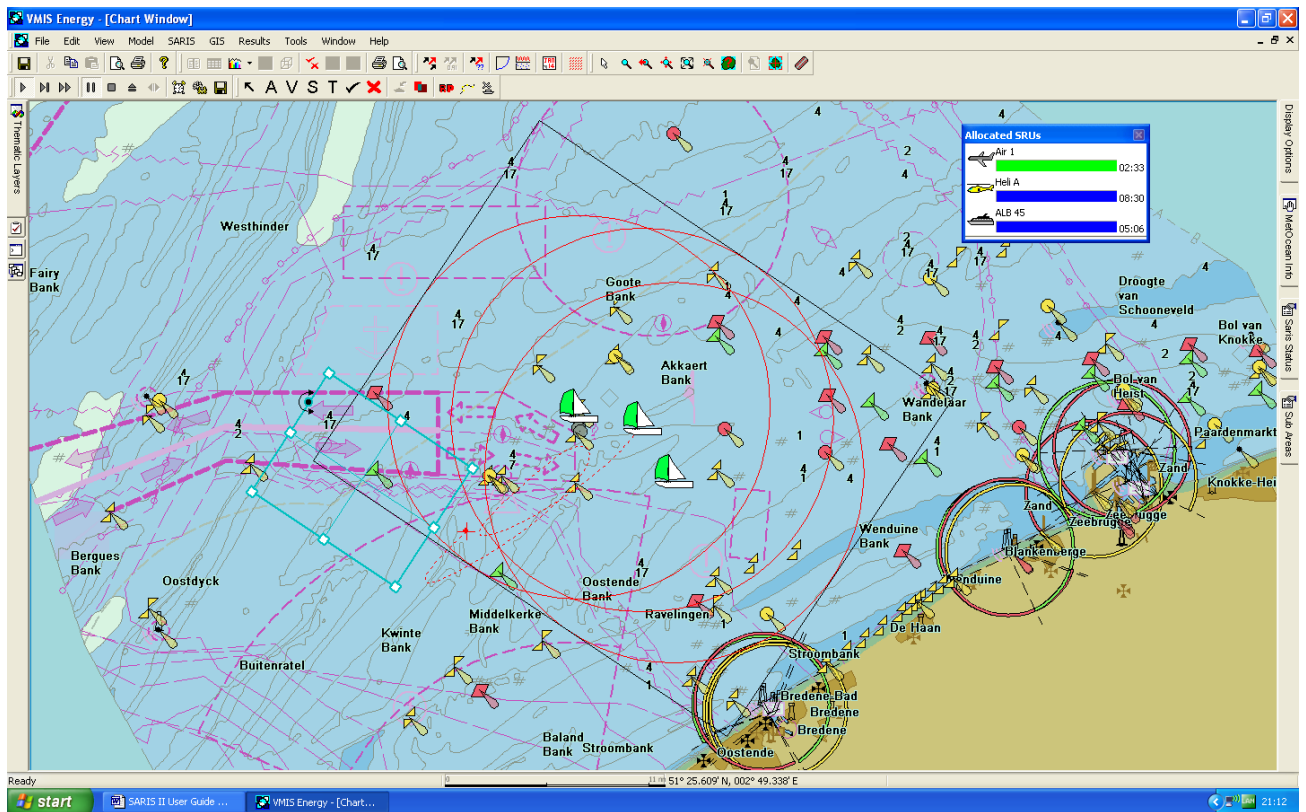 VMIS Energy - [Chart Window]
File Edit View Model SARIS GIS Results Tools Window Help
A V S T
Thematic Layers
Display Options
MetOcean Info
Saris Status
Sub Areas
Allocated SRUs
Air 1
02:33
Heli A
08:30
ALB 45
05:06
Westhinder
Fairy
Bank
Goote
Bank
Akkaert
Bank
Droogte
van
Schooneveld
Bol van
Knokke
Bol van
Heist
Wandelaar
Bank
Paardenmarkt
Zand
Knokke-Hei
Zand
Zeebrugge
Zeebrugge
Blankenberge
Wenduine
Bank
Wenduine
De Haan
Bergues
Bank
Oostdyck
Oostende
Bank
Ravelingen
Middelkerke
Bank
Kwinte
Bank
Buitenratel
Stroombank
Bredene-Bad
Bredene
Bredene
Oostende
Baland
Bank
Stroombank
Ready
0
11 nm
51° 25.609' N, 002° 49.338' E
start
SARIS II User Guide ...
VMIS Energy - [Chart...
21:12